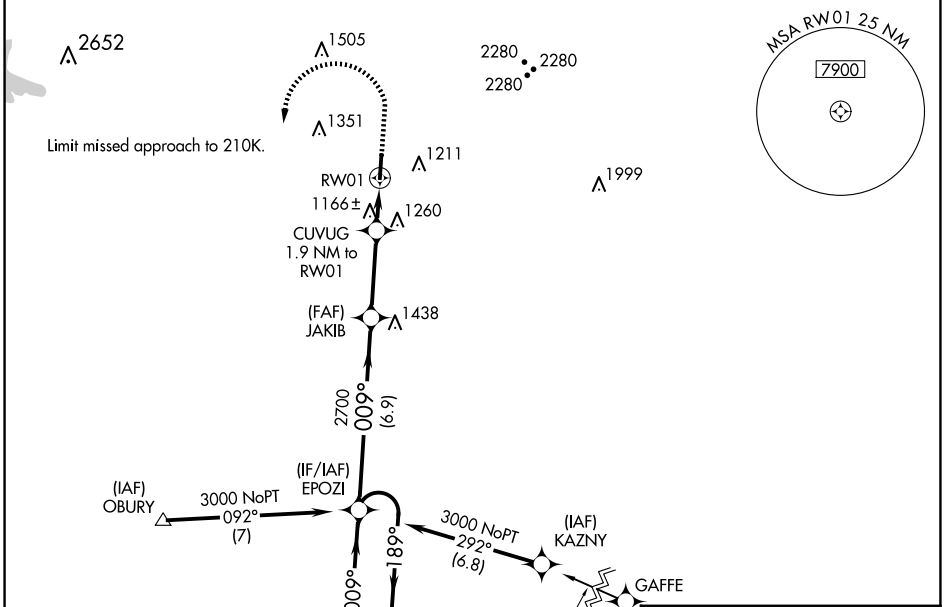 2652
1505
2280
2280
2280
MSA RW01 25 NM
7900
Limit missed approach to 210K.
1351
1211
RW01
1999
1166±
1260
CUVUG
1.9 NM to
RW01
(FAF)
JAKIB
1438
2700
009°
(6.9)
(IF/IAF)
EPOZI
(IAF)
OBURY
3000 NoPT
092°
(7)
3000 NoPT
292°
(6.8)
(IAF)
KAZNY
GAFFE
009°
189°